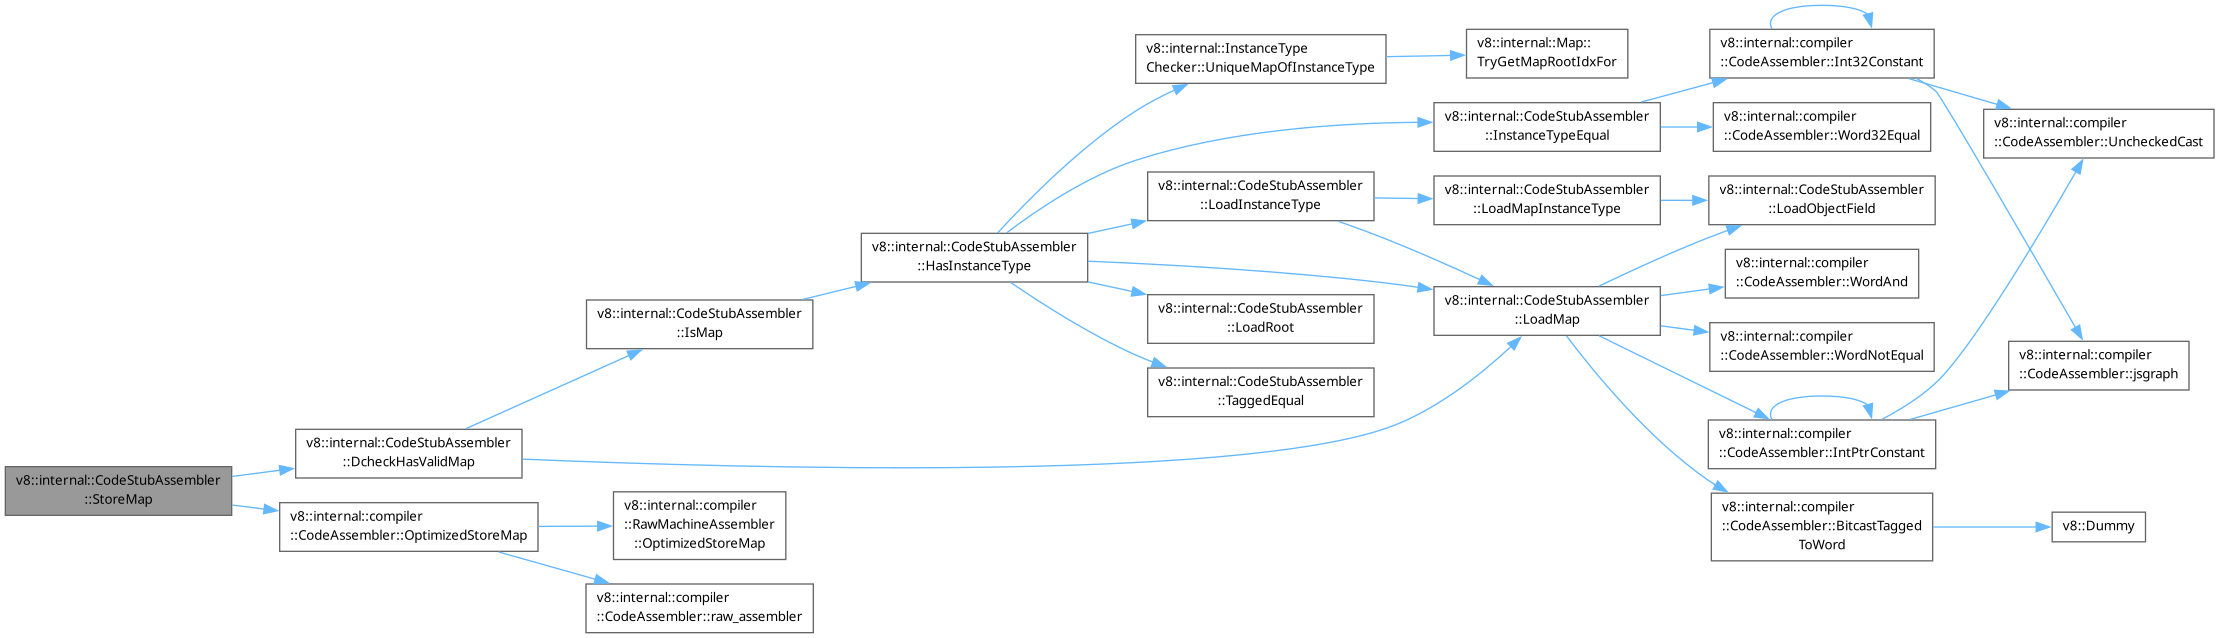 v8::internal::CodeStubAssembler
::StoreMap
v8::internal::CodeStubAssembler
::DcheckHasValidMap
v8::internal::compiler
::CodeAssembler::OptimizedStoreMap
v8::internal::CodeStubAssembler
::IsMap
v8::internal::compiler
::RawMachineAssembler
::OptimizedStoreMap
v8::internal::compiler
::CodeAssembler::raw_assembler
v8::internal::CodeStubAssembler
::HasInstanceType
v8::internal::InstanceType
Checker::UniqueMapOfInstanceType
v8::internal::CodeStubAssembler
::LoadInstanceType
v8::internal::CodeStubAssembler
::LoadRoot
v8::internal::CodeStubAssembler
::TaggedEqual
v8::internal::Map::
TryGetMapRootIdxFor
v8::internal::CodeStubAssembler
::InstanceTypeEqual
v8::internal::CodeStubAssembler
::LoadMapInstanceType
v8::internal::CodeStubAssembler
::LoadMap
v8::internal::compiler
::CodeAssembler::Int32Constant
v8::internal::compiler
::CodeAssembler::Word32Equal
v8::internal::CodeStubAssembler
::LoadObjectField
v8::internal::compiler
::CodeAssembler::WordAnd
v8::internal::compiler
::CodeAssembler::WordNotEqual
v8::internal::compiler
::CodeAssembler::IntPtrConstant
v8::internal::compiler
::CodeAssembler::BitcastTagged
ToWord
v8::internal::compiler
::CodeAssembler::UncheckedCast
v8::internal::compiler
::CodeAssembler::jsgraph
v8::Dummy